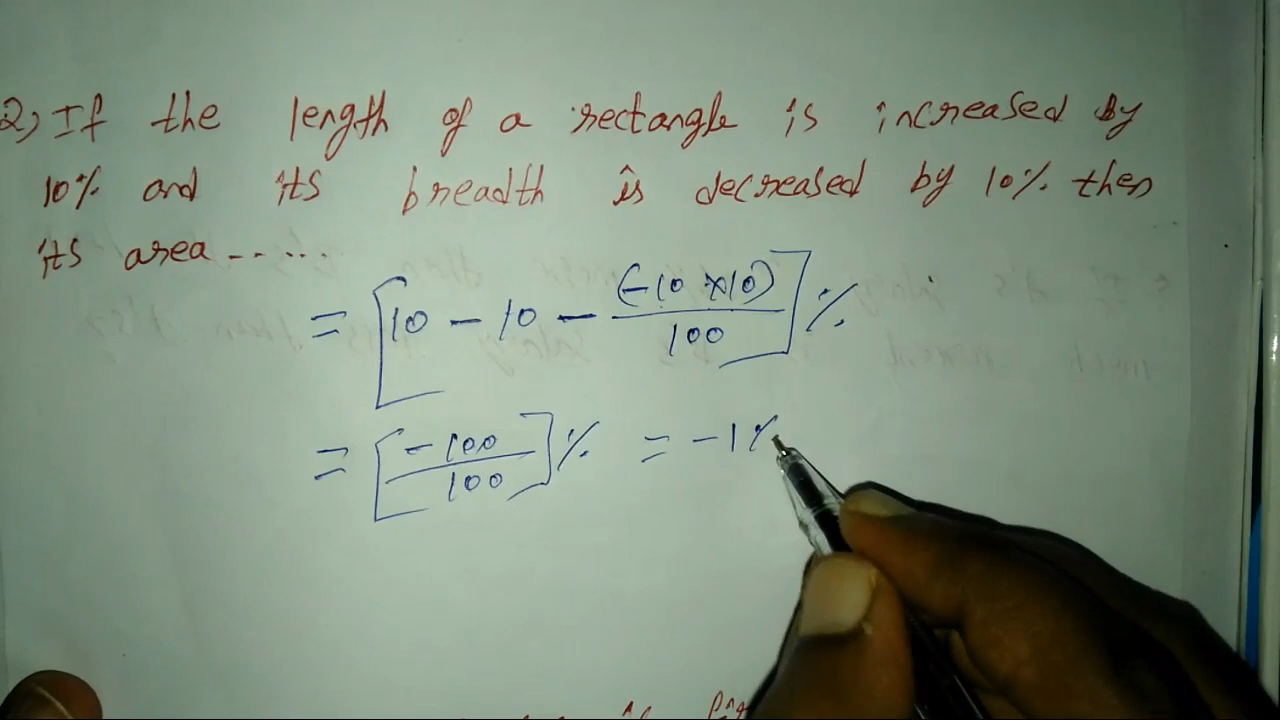 2) If the length of a rectangle is increased by
10% and its breadth is decreased by 10% then
its area - - . . . .
= [10 - 10 - (-10 × 10)/100] %
= [-100/100] % = -1%